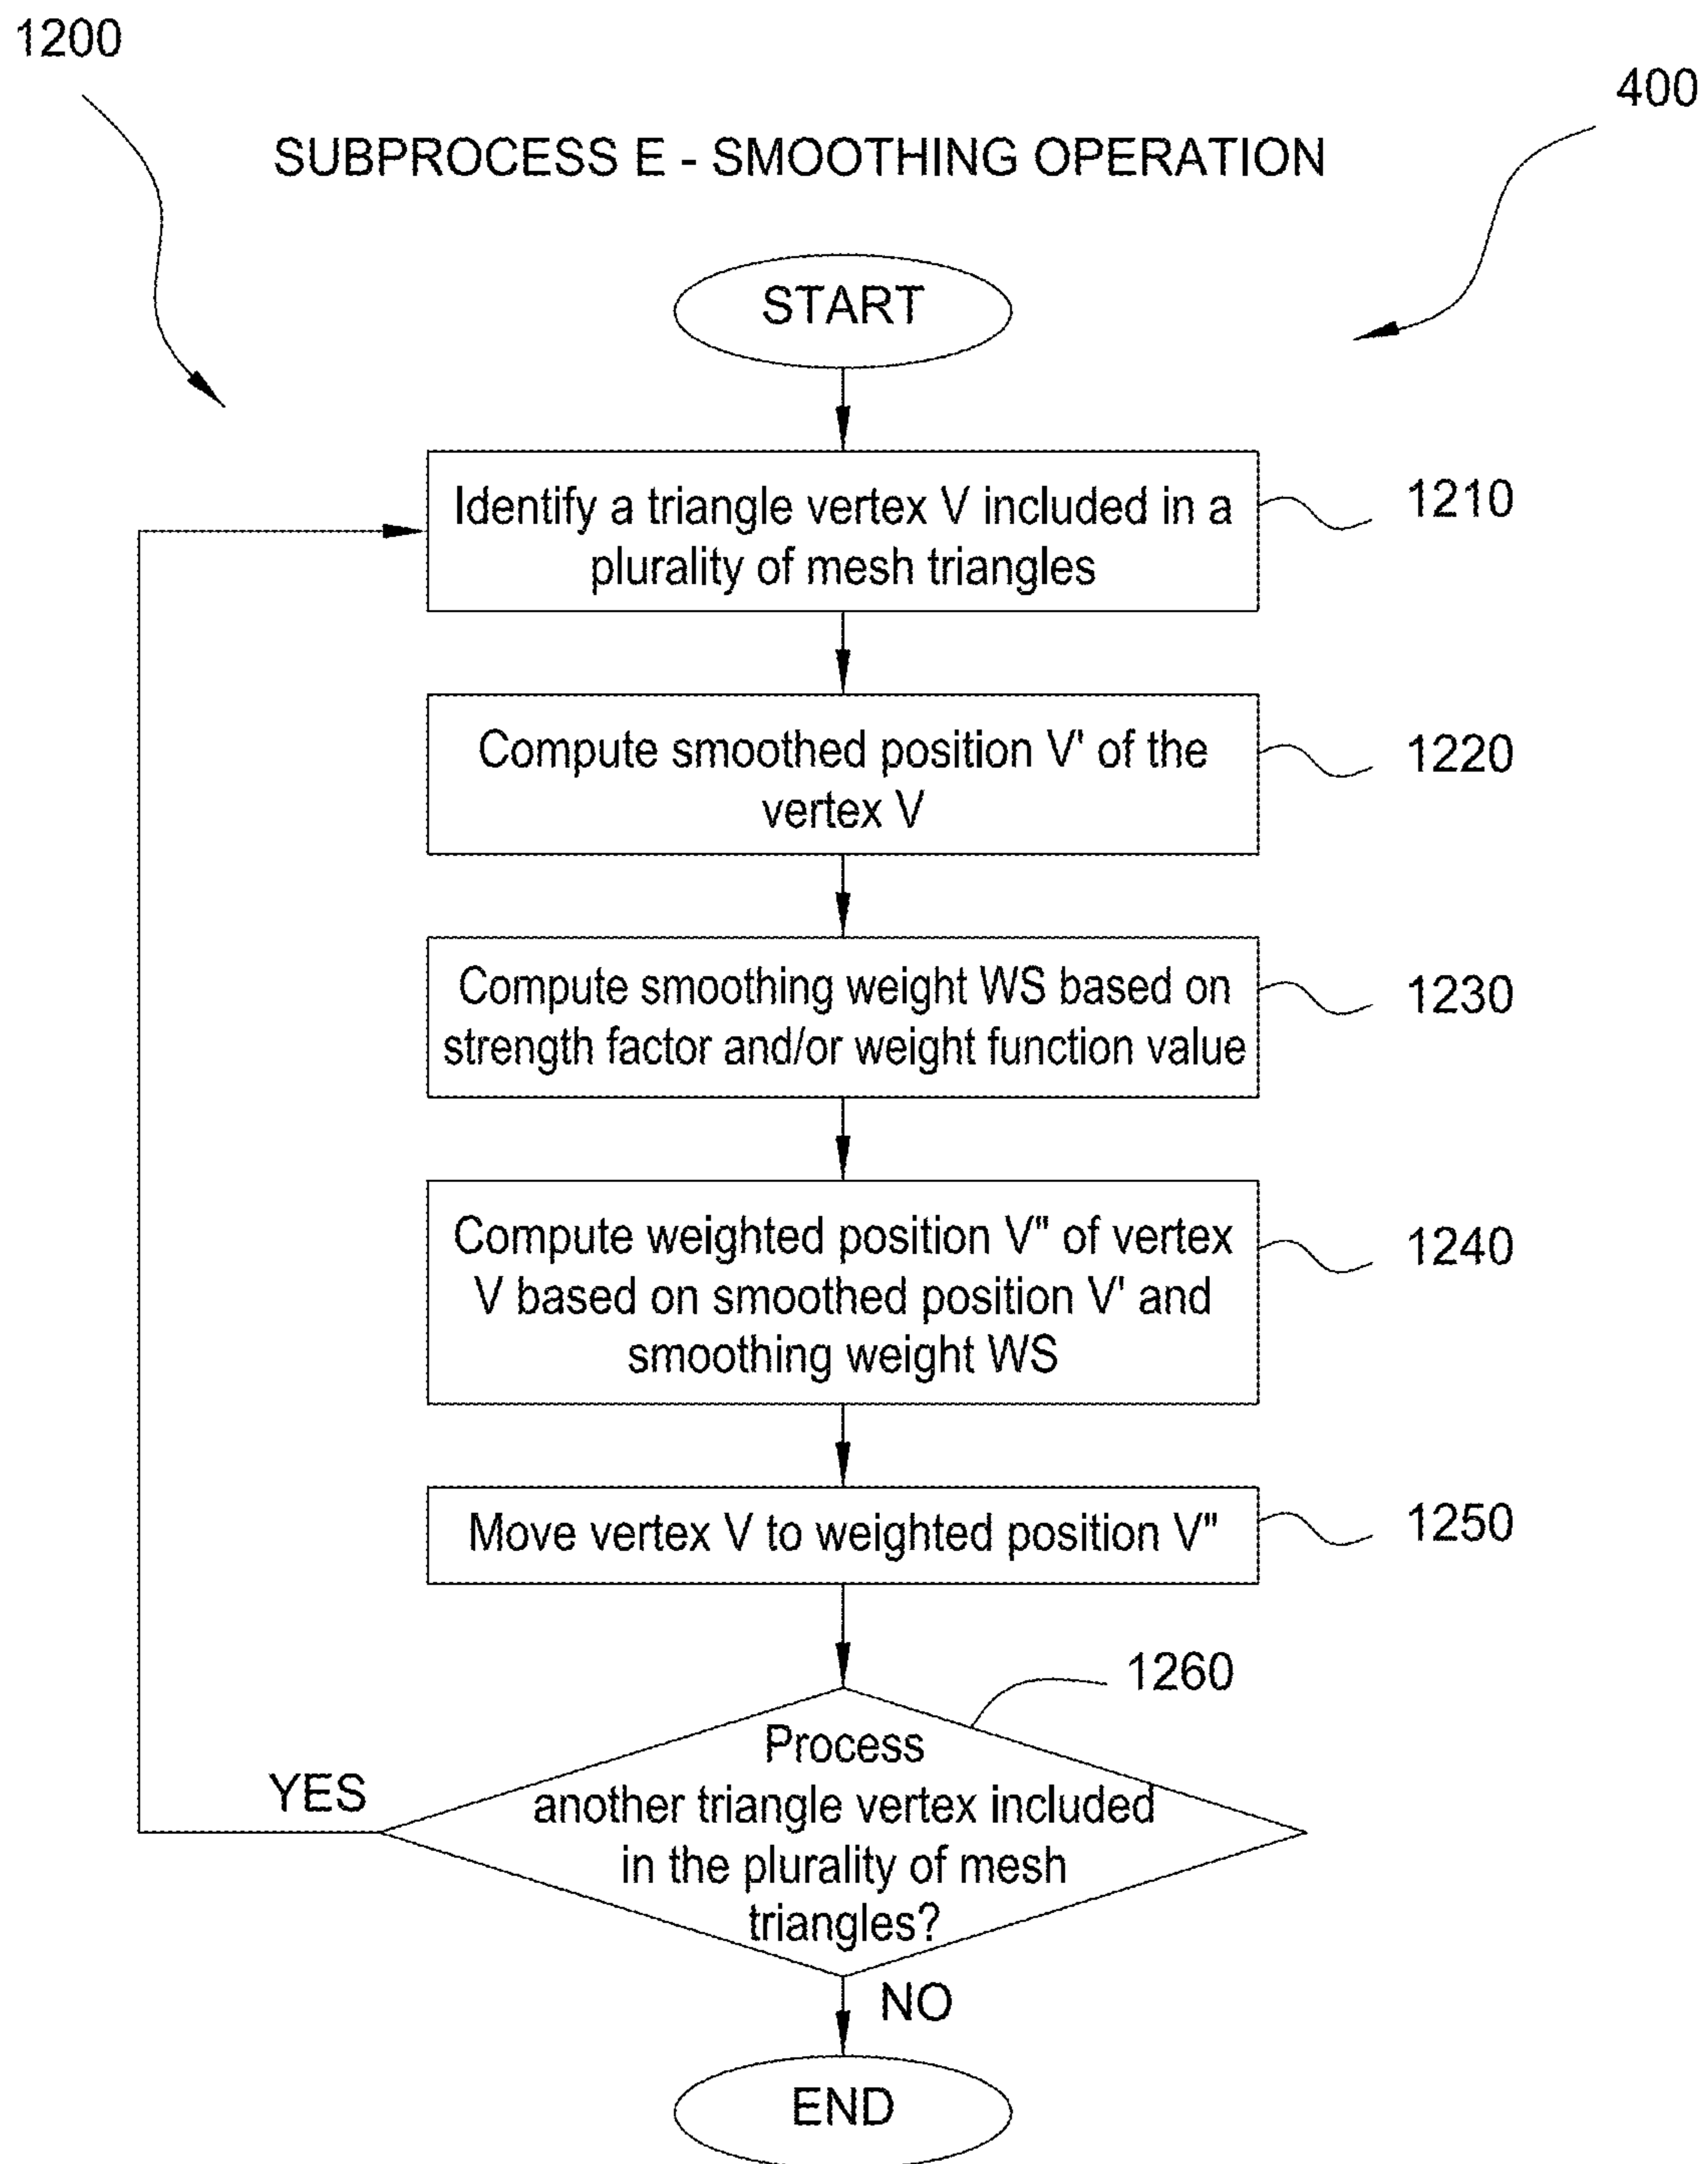 1200
400
SUBPROCESS E - SMOOTHING OPERATION
START
Identify a triangle vertex V included in a
plurality of mesh triangles
1210
Compute smoothed position V' of the
vertex V
1220
Compute smoothing weight WS based on
strength factor and/or weight function value
1230
Compute weighted position V" of vertex
V based on smoothed position V' and
smoothing weight WS
1240
Move vertex V to weighted position V"
1250
1260
Process
another triangle vertex included
in the plurality of mesh
triangles?
YES
NO
END